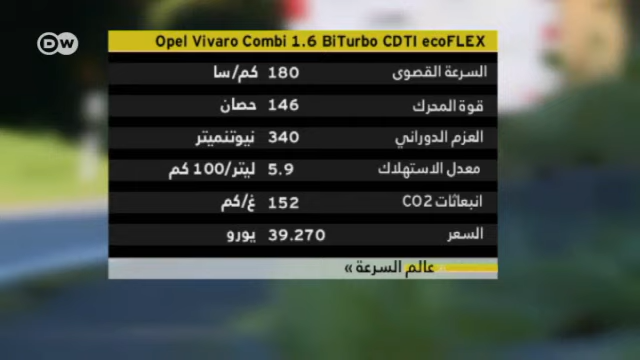 DW
Opel Vivaro Combi 1.6 BiTurbo CDTI ecoFLEX
السرعة القصوى 180 كم/سا
قوة المحرك 146 حصان
العزم الدوراني 340 نيوتنميتر
معدل الاستهلاك 5.9 ليتر/100 كم
انبعاثات CO2 152 غ/كم
السعر 39.270 يورو
عالم السرعة »